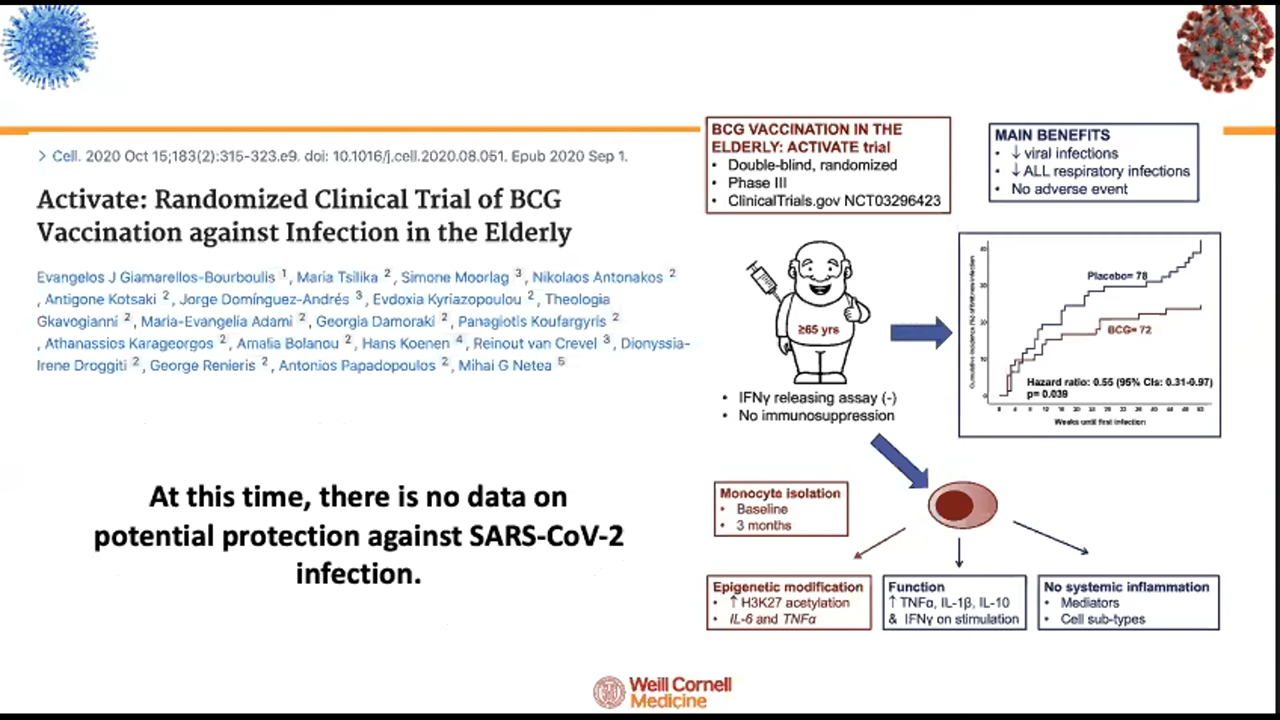 > Cell. 2020 Oct 15;183(2):315-323.e9. doi: 10.1016/j.cell.2020.08.051. Epub 2020 Sep 1.
Activate: Randomized Clinical Trial of BCG
Vaccination against Infection in the Elderly
Evangelos J Giamarellos-Bourboulis 1, Maria Tsilika 2, Simone Moorlag 3, Nikolaos Antonakos 2
, Antigone Kotsaki 2, Jorge Domínguez-Andrés 3, Evdoxia Kyriazopoulou 2, Theologia
Gkavogianni 2, Maria-Evangelia Adami 2, Georgia Damoraki 2, Panagiotis Koufargyris 2
, Athanassios Karageorgos 2, Amalia Bolanou 2, Hans Koenen 4, Reinout van Crevel 3, Dionyssia-
Irene Droggiti 2, George Renieris 2, Antonios Papadopoulos 2, Mihai G Netea 5
At this time, there is no data on
potential protection against SARS-CoV-2
infection.
BCG VACCINATION IN THE
ELDERLY: ACTIVATE trial
• Double-blind, randomized
• Phase III
• ClinicalTrials.gov NCT03296423
MAIN BENEFITS
• ↓ viral infections
• ↓ ALL respiratory infections
• No adverse event
≥65 yrs
• IFNγ releasing assay (-)
• No immunosuppression
Placebo= 78
BCG= 72
Hazard ratio: 0.55 (95% CIs: 0.31-0.97)
p= 0.039
Weeks until first infection
Monocyte isolation
• Baseline
• 3 months
Epigenetic modification
• ↑ H3K27 acetylation
• IL-6 and TNFα
Function
↑ TNFα, IL-1β, IL-10
& IFNγ on stimulation
No systemic inflammation
• Mediators
• Cell sub-types
Weill Cornell
Medicine